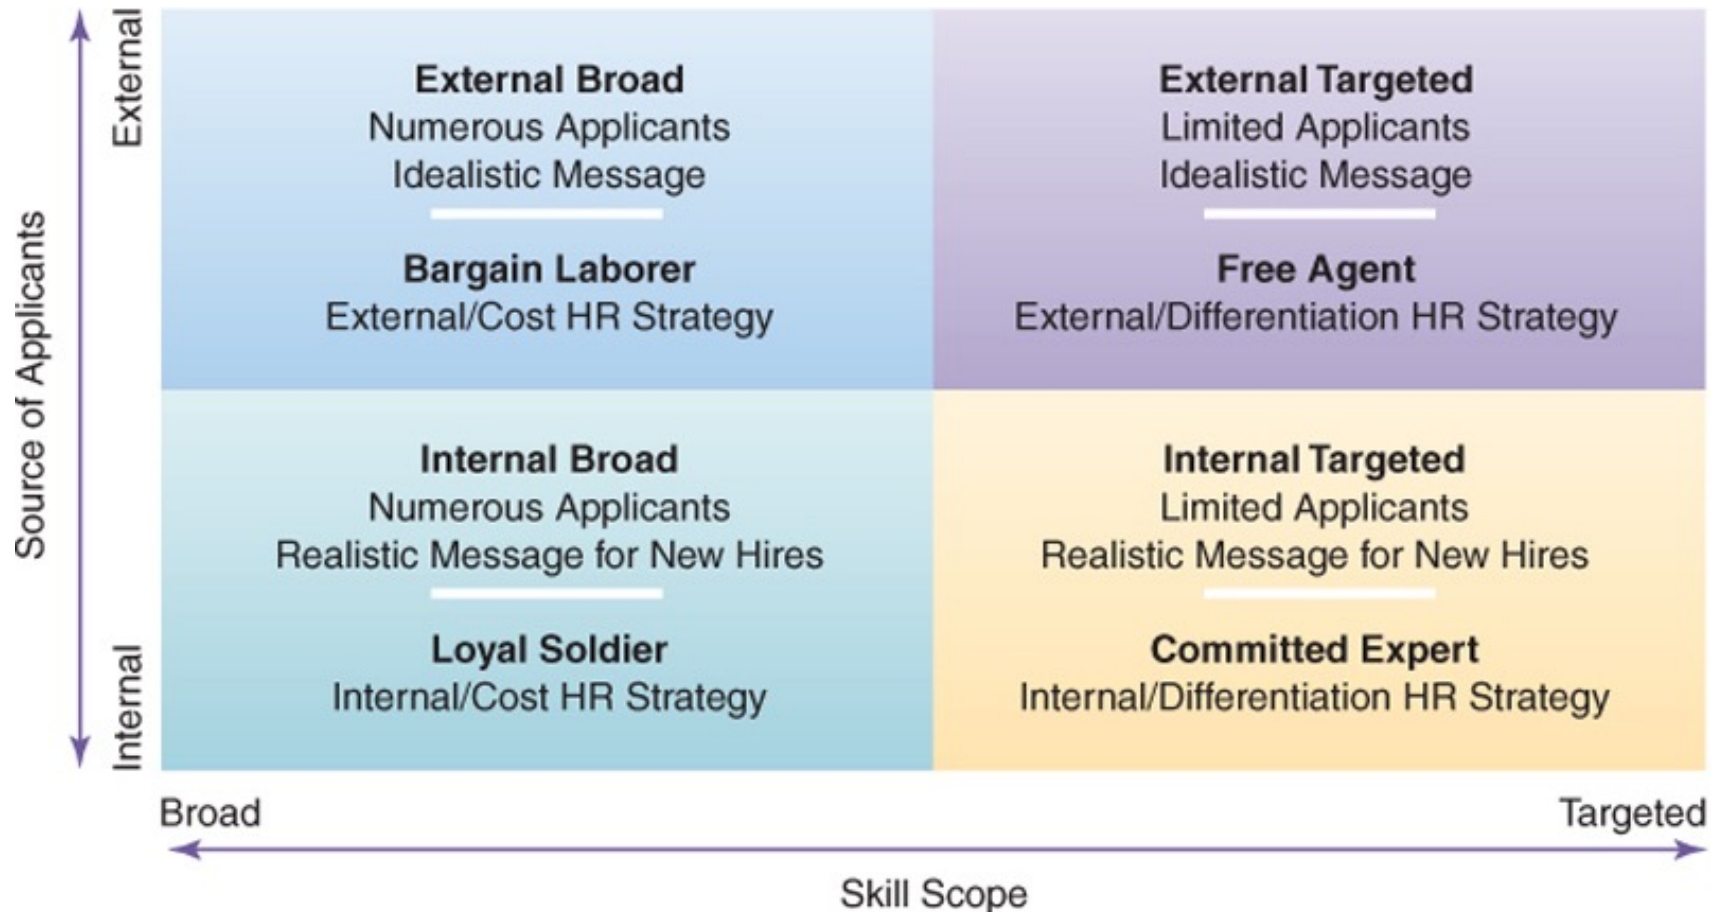 External
External Broad
Numerous Applicants
Idealistic Message
Bargain Laborer
External/Cost HR Strategy
External Targeted
Limited Applicants
Idealistic Message
Free Agent
External/Differentiation HR Strategy
Source of Applicants
Internal
Internal Broad
Numerous Applicants
Realistic Message for New Hires
Loyal Soldier
Internal/Cost HR Strategy
Internal Targeted
Limited Applicants
Realistic Message for New Hires
Committed Expert
Internal/Differentiation HR Strategy
Broad
Targeted
Skill Scope